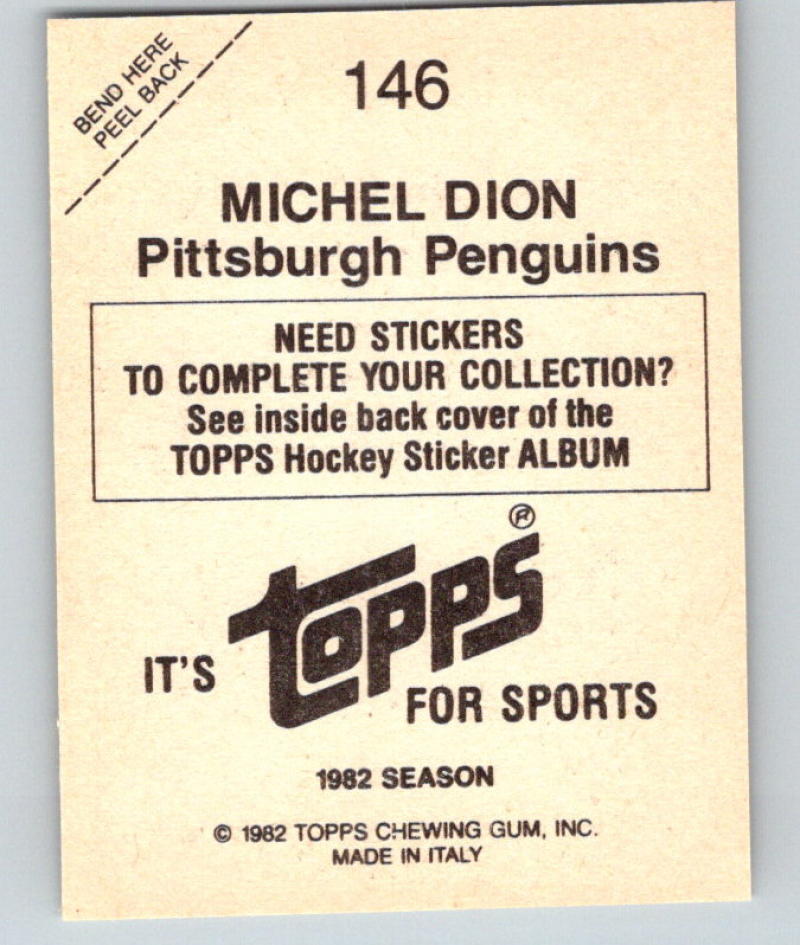 BEND HERE
PEEL BACK
146
MICHEL DION
Pittsburgh Penguins
NEED STICKERS
TO COMPLETE YOUR COLLECTION?
See inside back cover of the
TOPPS Hockey Sticker ALBUM
IT'S topps®
FOR SPORTS
1982 SEASON
© 1982 TOPPS CHEWING GUM, INC.
MADE IN ITALY